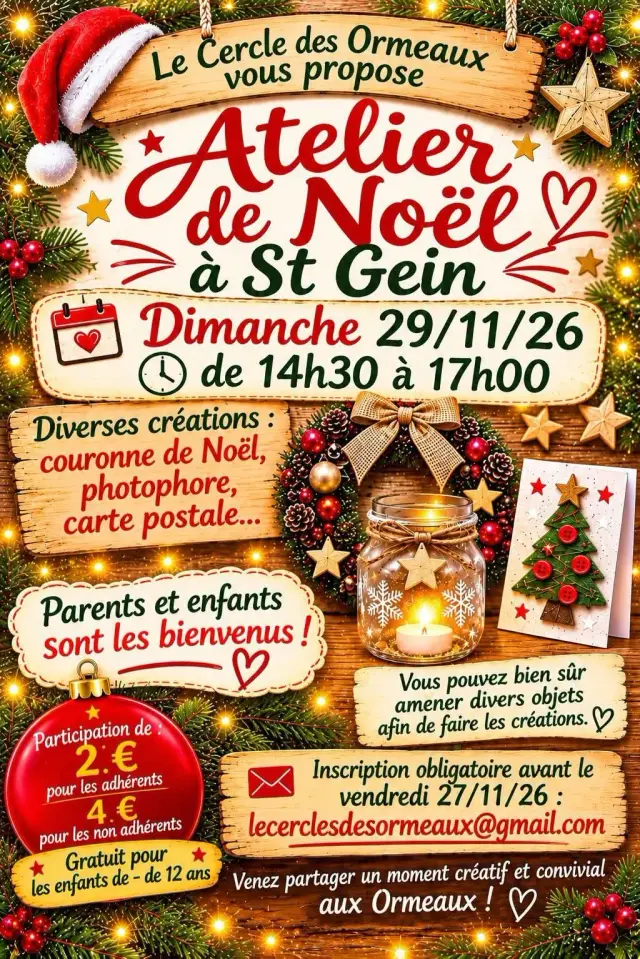 Le Cercle des Ormeaux
vous propose
Atelier
de Noël
à St Gein
Dimanche 29/11/26
de 14h30 à 17h00
Diverses créations :
couronne de Noël,
photophore,
carte postale...
Parents et enfants
sont les bienvenus !
Vous pouvez bien sûr
amener divers objets
afin de faire les créations.
Participation de :
2.€
pour les adhérents
4.€
pour les non adhérents
Gratuit pour
les enfants de - de 12 ans
Inscription obligatoire avant le
vendredi 27/11/26 :
lecerclesdesormeaux@gmail.com
Venez partager un moment créatif et convivial
aux Ormeaux !